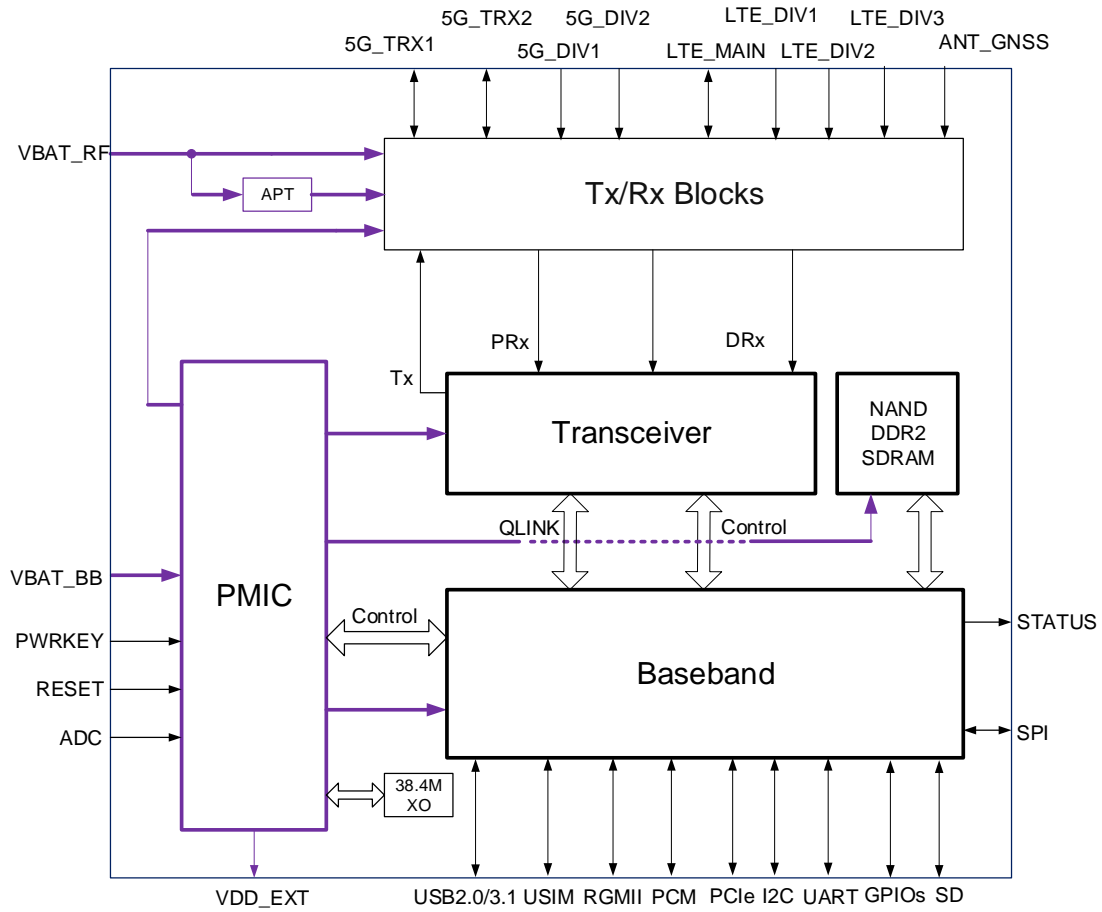 5G_TRX1
5G_TRX2
5G_DIV1
5G_DIV2
LTE_MAIN
LTE_DIV1
LTE_DIV2
LTE_DIV3
ANT_GNSS
VBAT_RF
APT
Tx/Rx Blocks
PRx
DRx
Tx
Transceiver
NAND
DDR2
SDRAM
QLINK
Control
VBAT_BB
PMIC
Control
PWRKEY
RESET
ADC
Baseband
STATUS
SPI
38.4M
XO
VDD_EXT
USB2.0/3.1
USIM
RGMII
PCM
PCIe
I2C
UART
GPIOs
SD